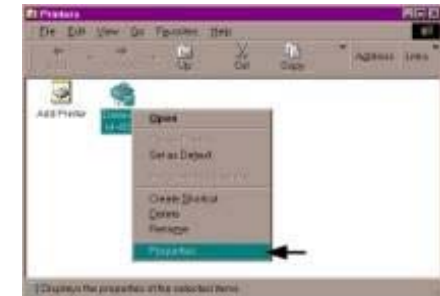 Printers
File Edit View Go Favorites Help
Up Cut Copy Address Links
Add Printer
Open
Set as Default
Create Shortcut
Delete
Rename
Properties
Displays the properties of the selected items.